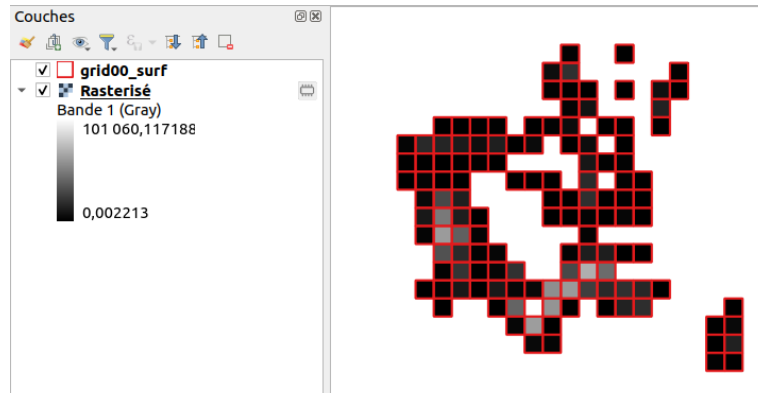 Couches
grid00_surf
Rasterisé
Bande 1 (Gray)
101 060,117188
0,002213